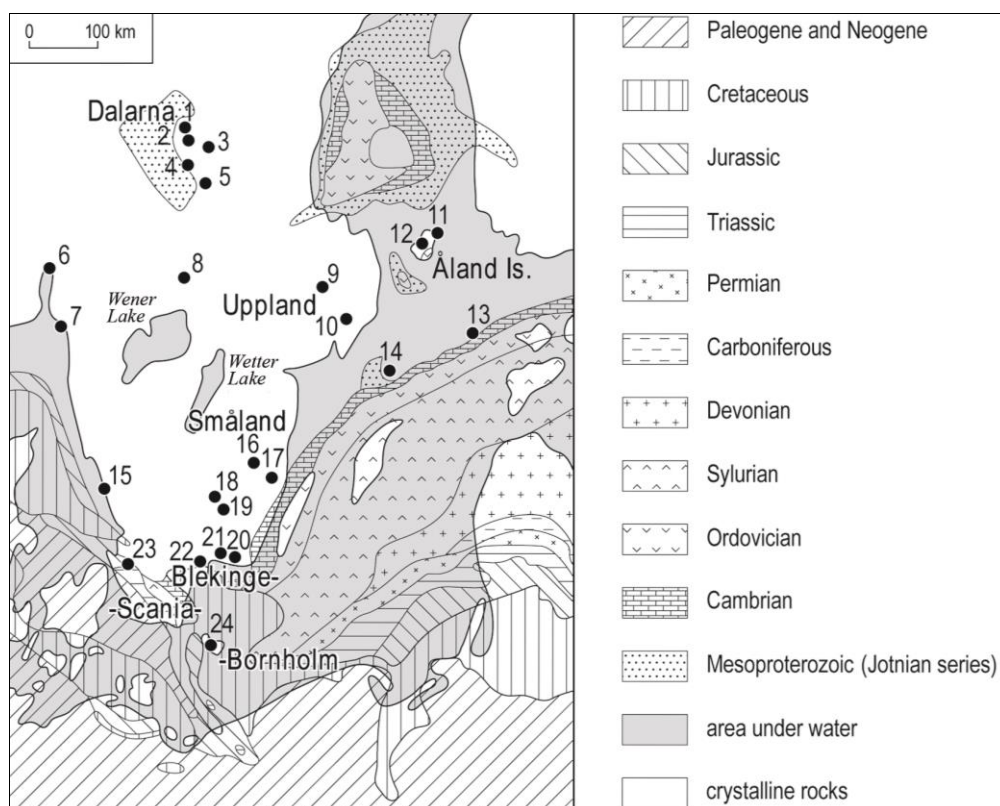 0 100 km
Dalarna
1
2
3
4
5
6
7
8
Wener
Lake
Wetter
Lake
Uppland
9
10
11
12
Åland Is.
13
14
Småland
15
16
17
18
19
20
21
22
23
Blekinge-
-Scania-
24
-Bornholm
Paleogene and Neogene
Cretaceous
Jurassic
Triassic
Permian
Carboniferous
Devonian
Sylurian
Ordovician
Cambrian
Mesoproterozoic (Jotnian series)
area under water
crystalline rocks